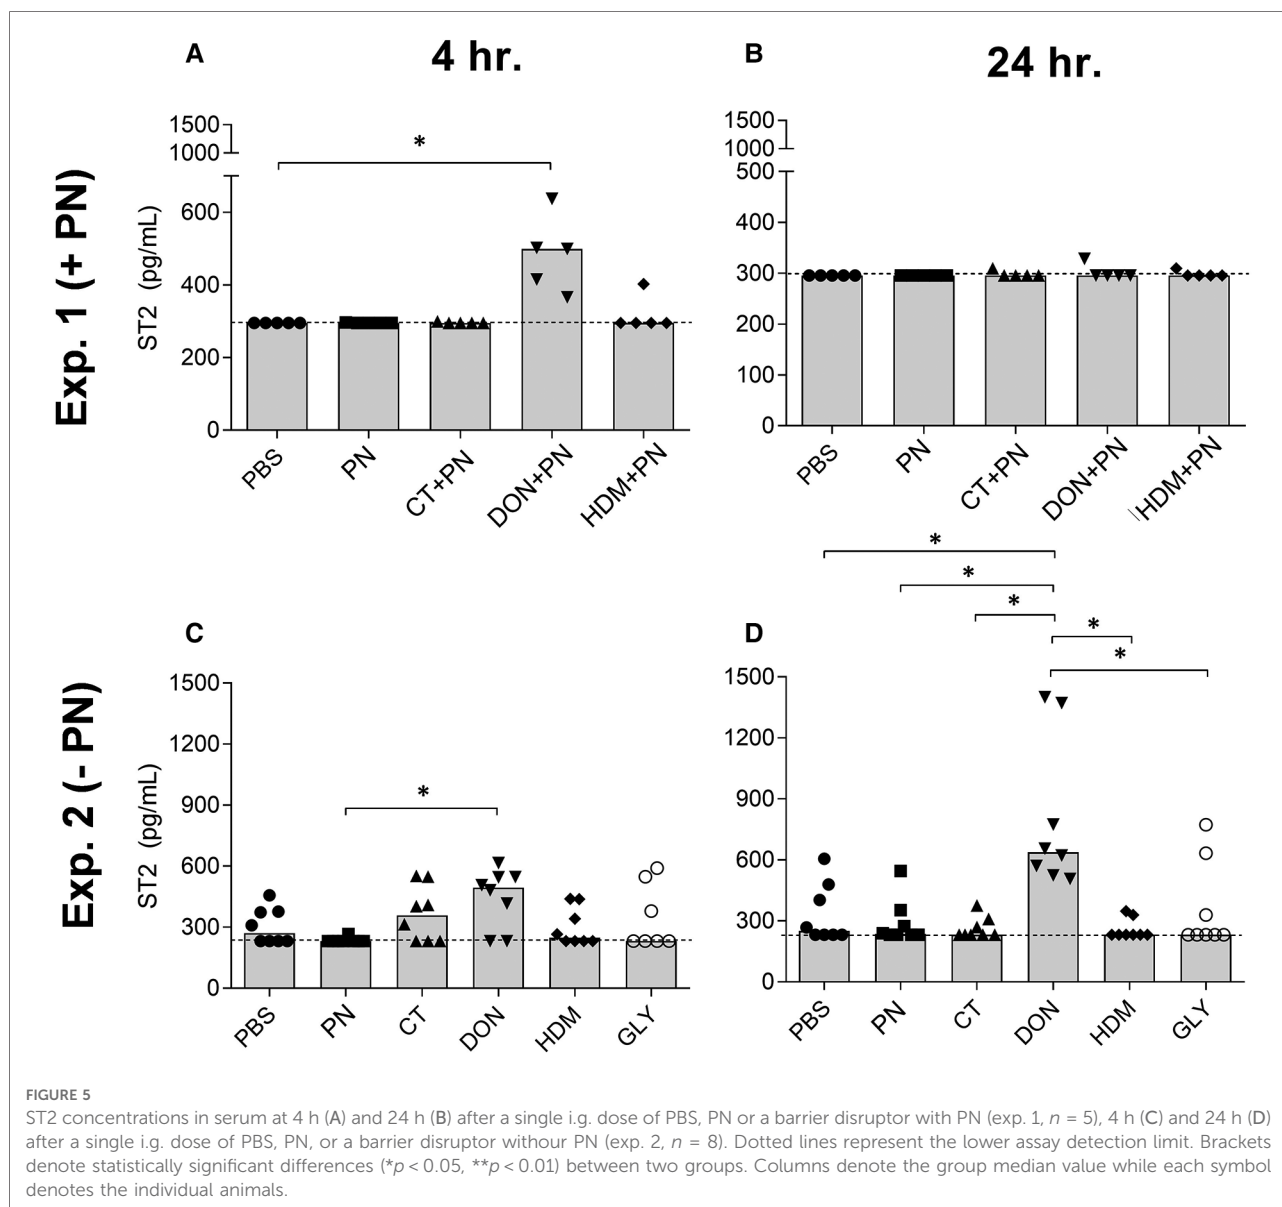 A
4 hr.
B
24 hr.
Exp. 1 (+ PN)
ST2 (pg/mL)
1500
1000
600
400
200
0
*
PBS
PN
CT+PN
DON+PN
HDM+PN
1500
1000
500
400
300
200
100
0
PBS
PN
CT+PN
DON+PN
HDM+PN
Exp. 2 (- PN)
C
ST2 (pg/mL)
1500
1200
900
600
300
0
*
PBS
PN
CT
DON
HDM
GLY
D
*
*
*
*
*
1500
1200
900
600
300
0
PBS
PN
CT
DON
HDM
GLY
FIGURE 5
ST2 concentrations in serum at 4 h (A) and 24 h (B) after a single i.g. dose of PBS, PN or a barrier disruptor with PN (exp. 1, n = 5), 4 h (C) and 24 h (D)
after a single i.g. dose of PBS, PN, or a barrier disruptor withour PN (exp. 2, n = 8). Dotted lines represent the lower assay detection limit. Brackets
denote statistically significant differences (*p < 0.05, **p < 0.01) between two groups. Columns denote the group median value while each symbol
denotes the individual animals.